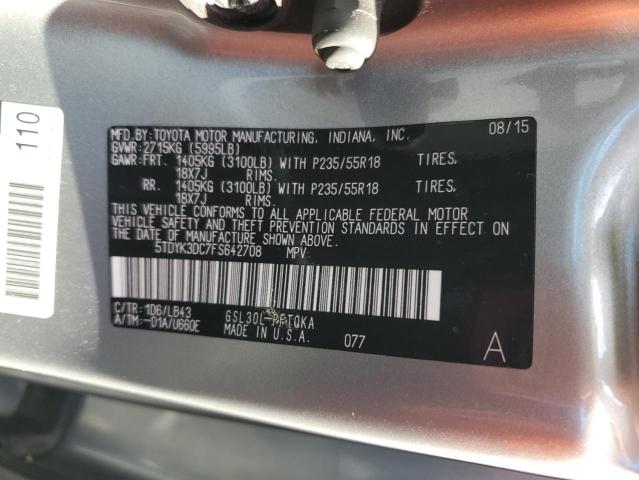 110
MFD.BY:TOYOTA MOTOR MANUFACTURING, INDIANA, INC. 08/15
GVWR:2715KG (5995LB)
GAWR:FRT. 1405KG (3100LB) WITH P235/55R18 TIRES,
18X7J RIMS.
RR. 1405KG (3100LB) WITH P235/55R18 TIRES,
18X7J RIMS.
THIS VEHICLE CONFORMS TO ALL APPLICABLE FEDERAL MOTOR
VEHICLE SAFETY AND THEFT PREVENTION STANDARDS IN EFFECT ON
THE DATE OF MANUFACTURE SHOWN ABOVE.
5TDYK3DC7FS642708 MPV
C/TR:1D6/LB43
A/TM:-01A/U660E
MADE IN U.S.A.
077
A